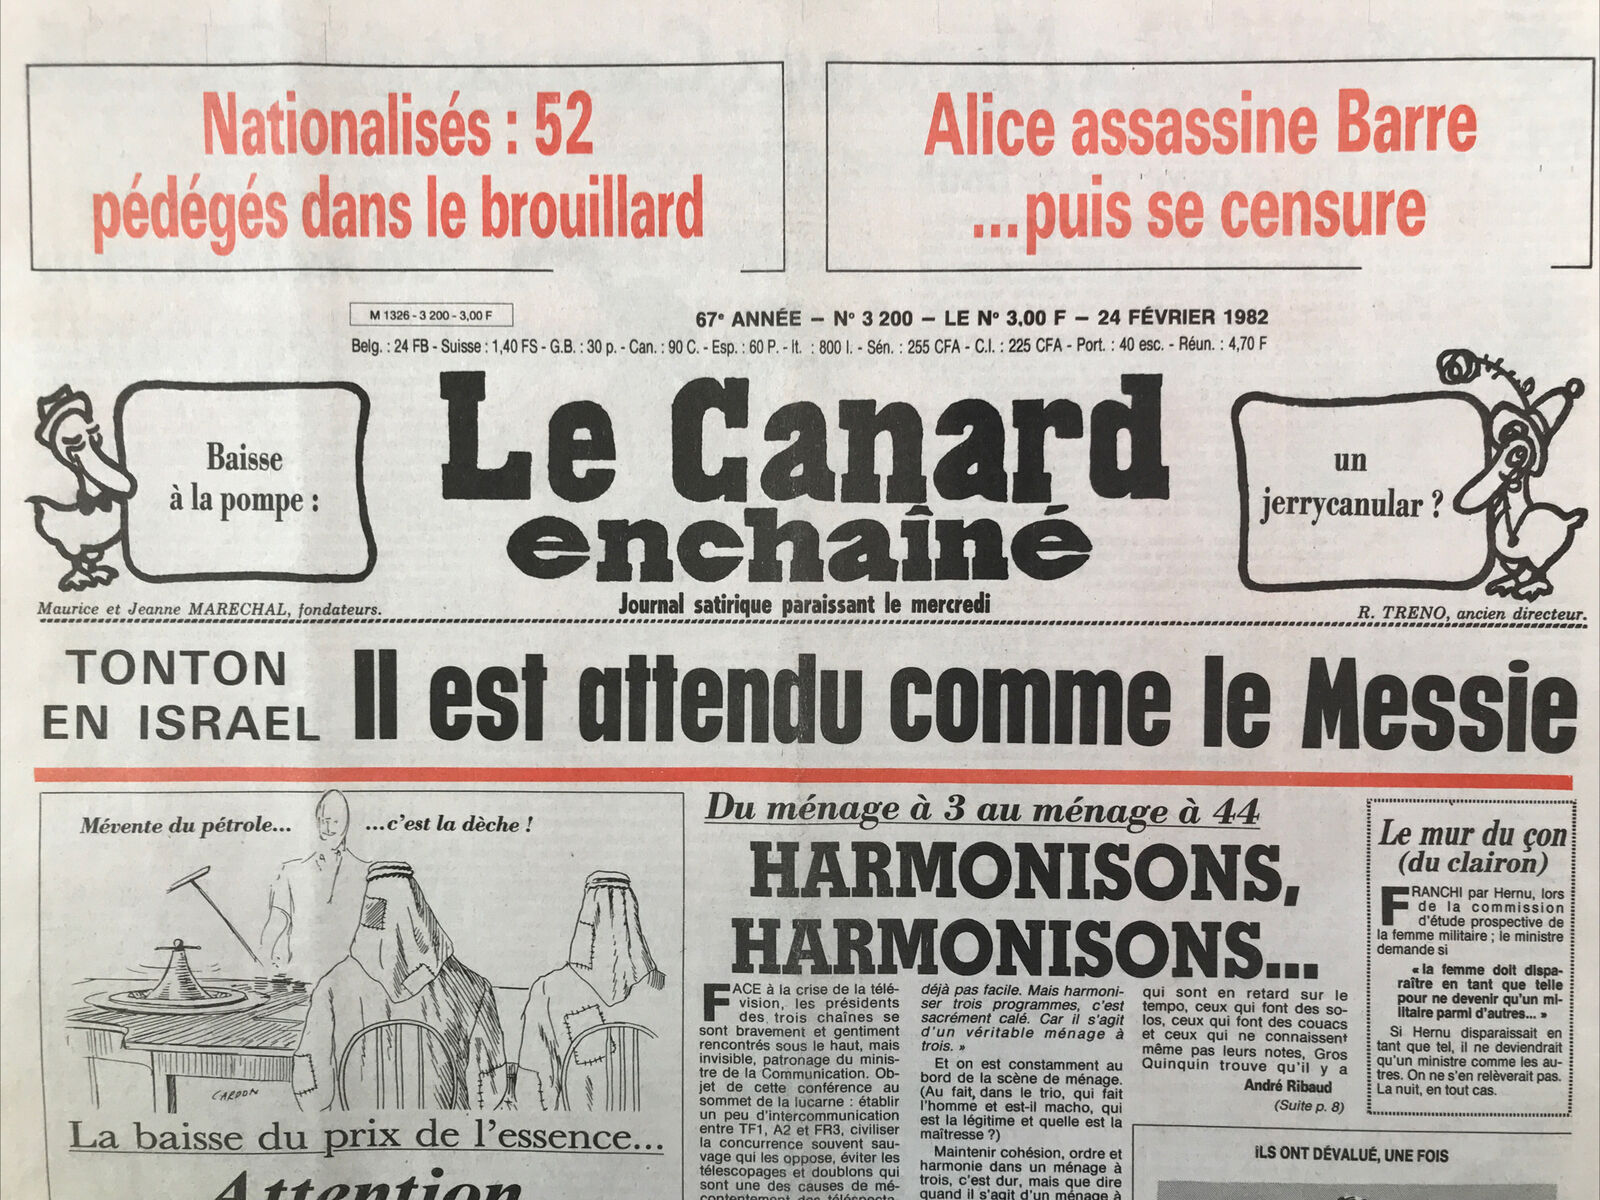 Nationalisés : 52
pédégés dans le brouillard
Alice assassine Barre
...puis se censure
M 1326 - 3 200 - 3,00 F
67e ANNÉE – No 3 200 – LE No 3,00 F – 24 FÉVRIER 1982
Belg. : 24 FB - Suisse : 1,40 FS - G.B. : 30 p. - Can. : 90 C. - Esp. : 60 P. - It. : 800 l. - Sén. : 255 CFA - C.I. : 225 CFA - Port. : 40 esc. - Réun. : 4,70 F
Baisse
à la pompe :
Le Canard
enchaîné
un
jerrycanular ?
Maurice et Jeanne MARECHAL, fondateurs.
Journal satirique paraissant le mercredi
R. TRENO, ancien directeur.
TONTON
EN ISRAEL
Il est attendu comme le Messie
Mévente du pétrole...
...c'est la dèche !
CARDON
La baisse du prix de l'essence...
Attention
Du ménage à 3 au ménage à 44
HARMONISONS,
HARMONISONS...
FACE à la crise de la télé-
vision, les présidents
des trois chaînes se
sont bravement et gentiment
rencontrés sous le haut, mais
invisible, patronage du minis-
tre de la Communication. Ob-
jet de cette conférence au
sommet de la lucarne : établir
un peu d'intercommunication
entre TF1, A2 et FR3, civiliser
la concurrence souvent sau-
vage qui les oppose, éviter les
télescopages et doublons qui
sont une des causes de mé-
contentement des téléspecta-
déjà pas facile. Mais harmoni-
ser trois programmes, c'est
sacrément calé. Car il s'agit
d'un véritable ménage à
trois. »
Et on est constamment au
bord de la scène de ménage.
(Au fait, dans le trio, qui fait
l'homme et est-il macho, qui
est la légitime et quelle est la
maîtresse ?)
Maintenir cohésion, ordre et
harmonie dans un ménage à
trois, c'est dur, mais que dire
quand il s'agit d'un ménage à
qui sont en retard sur le
tempo, ceux qui font des so-
los, ceux qui font des couacs
et ceux qui ne connaissent
même pas leurs notes, Gros
Quinquin trouve qu'il y a
André Ribaud
(Suite p. 8)
Le mur du çon
(du clairon)
FRANCHI par Hernu, lors
de la commission
d'étude prospective de
la femme militaire ; le ministre
demande si
« la femme doit dispa-
raître en tant que telle
pour ne devenir qu'un mi-
litaire parmi d'autres... »
Si Hernu disparaissait en
tant que tel, il ne deviendrait
qu'un ministre comme les au-
tres. On ne s'en relèverait pas.
La nuit, en tout cas.
iLS ONT DÉVALUÉ, UNE FOIS